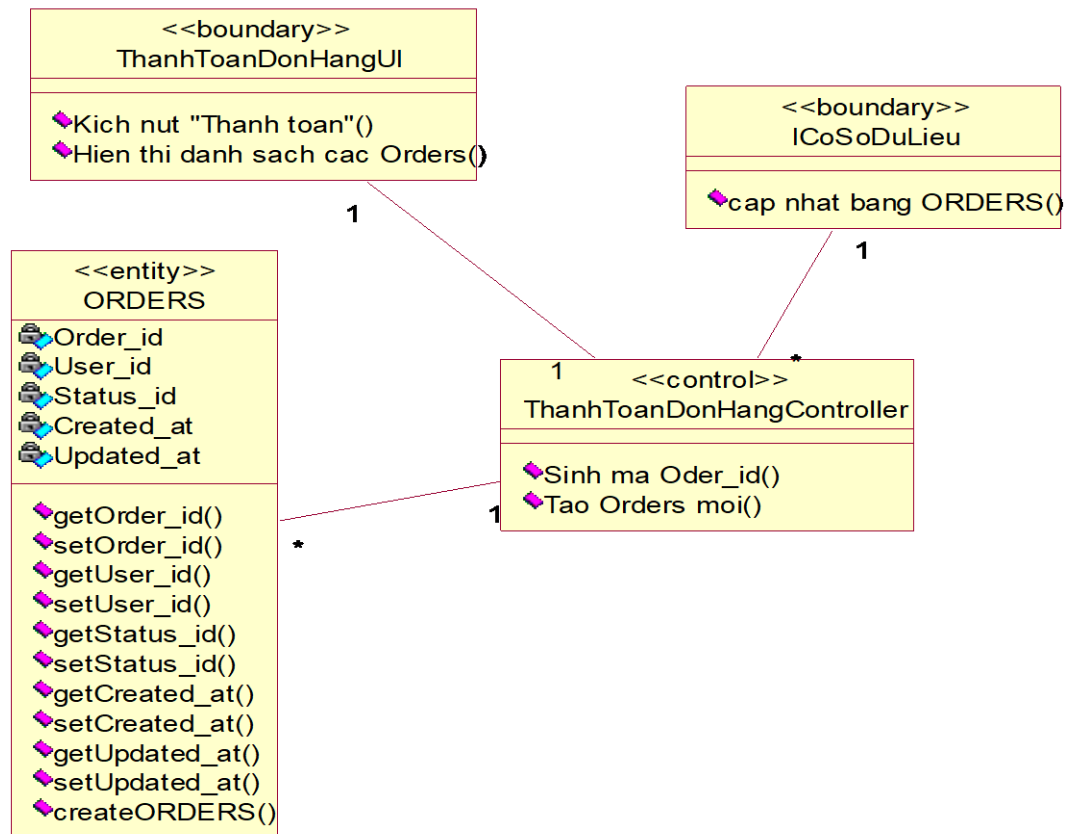 <<boundary>>
ThanhToanDonHangUI
Kich nut "Thanh toan"()
Hien thi danh sach cac Orders()
1
<<boundary>>
ICoSoDuLieu
cap nhat bang ORDERS()
1
<<entity>>
ORDERS
Order_id
User_id
Status_id
Created_at
Updated_at
getOrder_id()
setOrder_id()
getUser_id()
setUser_id()
getStatus_id()
setStatus_id()
getCreated_at()
setCreated_at()
getUpdated_at()
setUpdated_at()
createORDERS()
*
1
1
*
<<control>>
ThanhToanDonHangController
Sinh ma Oder_id()
Tao Orders moi()